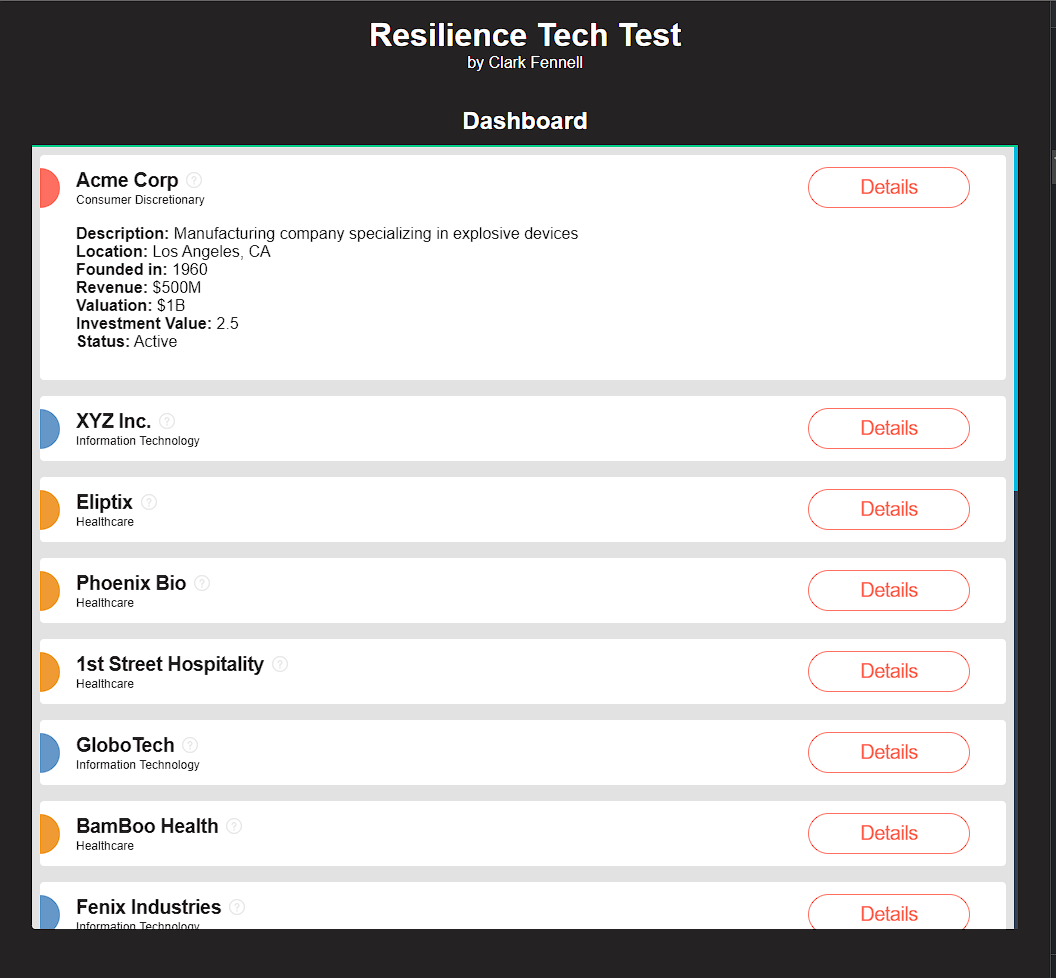 Resilience Tech Test
by Clark Fennell
Dashboard
Acme Corp ?
Consumer Discretionary
Details
Description: Manufacturing company specializing in explosive devices
Location: Los Angeles, CA
Founded in: 1960
Revenue: $500M
Valuation: $1B
Investment Value: 2.5
Status: Active
XYZ Inc. ?
Information Technology
Details
Eliptix ?
Healthcare
Details
Phoenix Bio ?
Healthcare
Details
1st Street Hospitality ?
Healthcare
Details
GloboTech ?
Information Technology
Details
BamBoo Health ?
Healthcare
Details
Fenix Industries ?
Information Technology
Details